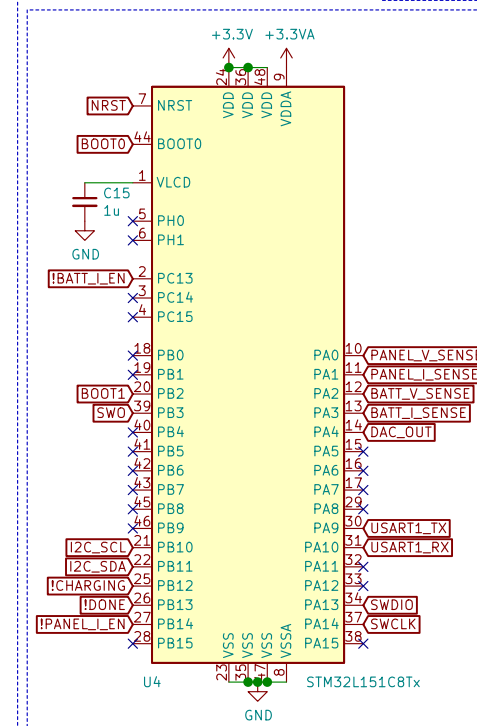 +3.3V +3.3VA
24 36 48 9
VDD VDD VDD VDDA
NRST 7 NRST
BOOT0 44 BOOT0
1 VLCD
C15
1u
GND
5 PH0
6 PH1
!BATT_I_EN 2 PC13
3 PC14
4 PC15
18 PB0 PA0 10 PANEL_V_SENSE
19 PB1 PA1 11 PANEL_I_SENSE
BOOT1 20 PB2 PA2 12 BATT_V_SENSE
SWO 39 PB3 PA3 13 BATT_I_SENSE
40 PB4 PA4 14 DAC_OUT
41 PB5 PA5 15
42 PB6 PA6 16
43 PB7 PA7 17
45 PB8 PA8 29
46 PB9 PA9 30 USART1_TX
I2C_SCL 21 PB10 PA10 31 USART1_RX
I2C_SDA 22 PB11 PA11 32
!CHARGING 25 PB12 PA12 33
!DONE 26 PB13 PA13 34 SWDIO
!PANEL_I_EN 27 PB14 PA14 37 SWCLK
28 PB15 PA15 38
VSS VSS VSS VSSA
23 35 47 8
U4 STM32L151C8Tx
GND